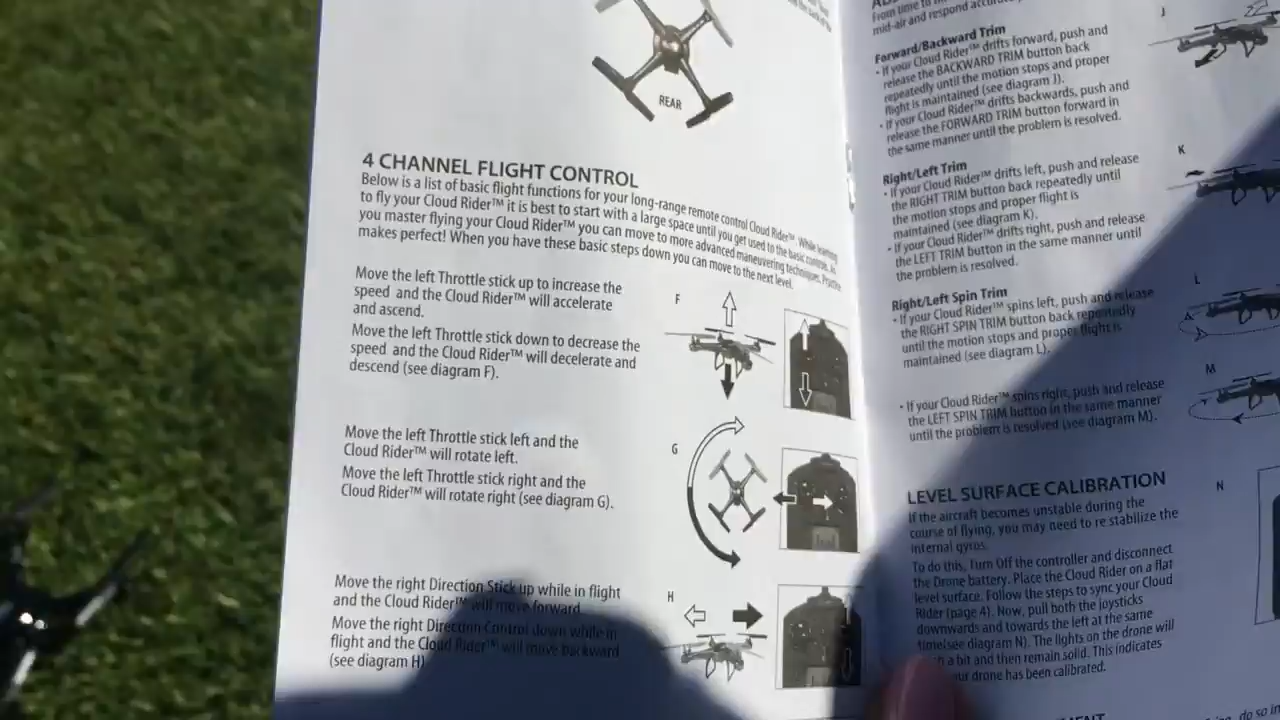 REAR
4 CHANNEL FLIGHT CONTROL
Below is a list of basic flight functions for your long-range remote control Cloud Rider™ While learning
to fly your Cloud Rider™ it is best to start with a large space until you get used to the basic controls. As
you master flying your Cloud Rider™ you can move to more advanced maneuvering techniques. Practice
makes perfect! When you have these basic steps down you can move to the next level.
Move the left Throttle stick up to increase the
speed and the Cloud Rider™ will accelerate
and ascend.
Move the left Throttle stick down to decrease the
speed and the Cloud Rider™ will decelerate and
descend (see diagram F).
F
Move the left Throttle stick left and the
Cloud Rider™ will rotate left.
Move the left Throttle stick right and the
Cloud Rider™ will rotate right (see diagram G).
G
Move the right Direction Stick up while in flight
and the Cloud Rider™ will move forward
Move the right Direction Control down while in
flight and the Cloud Rider™ will move backward
(see diagram H)
H
From time to
mid-air and respond
Forward/Backward Trim
• If your Cloud Rider™ drifts forward, push and
release the BACKWARD TRIM button back
repeatedly until the motion stops and proper
flight is maintained (see diagram J).
• If your Cloud Rider™ drifts backwards, push and
release the FORWARD TRIM button forward in
the same manner until the problem is resolved.
J
Right/Left Trim
• If your Cloud Rider™ drifts left, push and release
the RIGHT TRIM button back repeatedly until
the motion stops and proper flight is
maintained (see diagram K).
• If your Cloud Rider™ drifts right, push and release
the LEFT TRIM button in the same manner until
the problem is resolved.
K
Right/Left Spin Trim
• If your Cloud Rider™ spins left, push and release
the RIGHT SPIN TRIM button back repeatedly
until the motion stops and proper flight is
maintained (see diagram L).
L
• If your Cloud Rider™ spins right, push and release
the LEFT SPIN TRIM button in the same manner
until the problem is resolved (see diagram M).
M
LEVEL SURFACE CALIBRATION
If the aircraft becomes unstable during the
course of flying, you may need to re stabilize the
internal gyros.
To do this, Turn Off the controller and disconnect
the Drone battery. Place the Cloud Rider on a flat
level surface. Follow the steps to sync your Cloud
Rider (page 4). Now, pull both the joysticks
downwards and towards the left at the same
time(see diagram N). The lights on the drone will
a bit and then remain solid. This indicates
your drone has been calibrated.
N
do so in